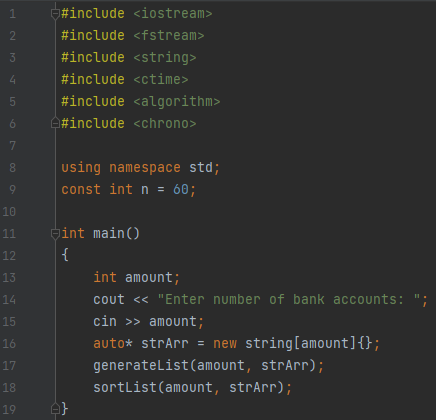 1 #include <iostream>
2 #include <fstream>
3 #include <string>
4 #include <ctime>
5 #include <algorithm>
6 #include <chrono>
7
8 using namespace std;
9 const int n = 60;
10
11 int main()
12 {
13     int amount;
14     cout << "Enter number of bank accounts: ";
15     cin >> amount;
16     auto* strArr = new string[amount]{};
17     generateList(amount, strArr);
18     sortList(amount, strArr);
19 }